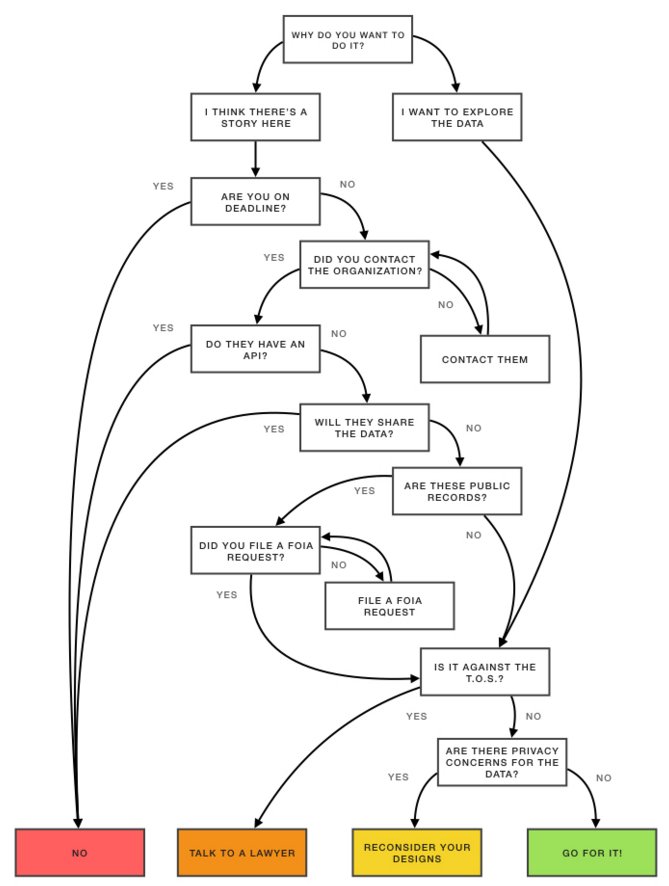 WHY DO YOU WANT TO
DO IT?
I THINK THERE'S A
STORY HERE
I WANT TO EXPLORE
THE DATA
YES
NO
ARE YOU ON
DEADLINE?
YES
DID YOU CONTACT
THE ORGANIZATION?
NO
YES
DO THEY HAVE AN
API?
NO
CONTACT THEM
YES
WILL THEY SHARE
THE DATA?
NO
YES
ARE THESE PUBLIC
RECORDS?
NO
DID YOU FILE A FOIA
REQUEST?
NO
YES
FILE A FOIA
REQUEST
IS IT AGAINST THE
T.O.S.?
YES
NO
ARE THERE PRIVACY
CONCERNS FOR THE
DATA?
YES
NO
NO
TALK TO A LAWYER
RECONSIDER YOUR
DESIGNS
GO FOR IT!